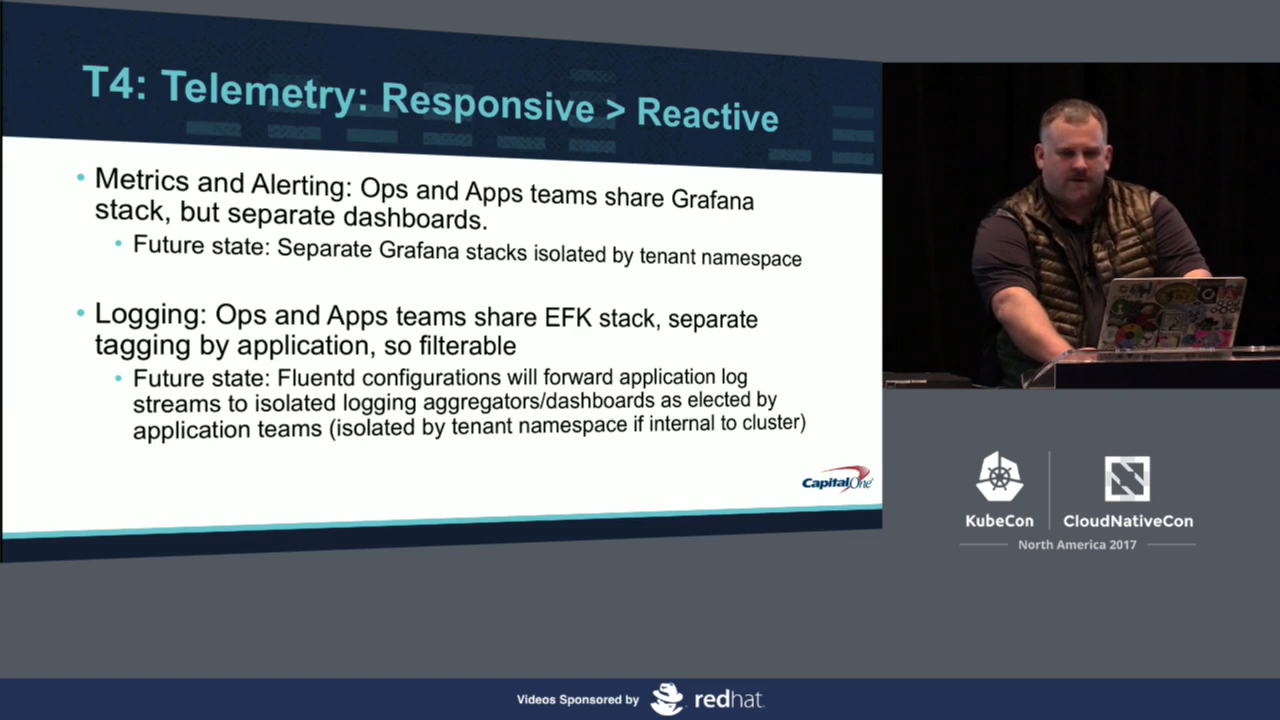 T4: Telemetry: Responsive > Reactive
• Metrics and Alerting: Ops and Apps teams share Grafana
stack, but separate dashboards.
• Future state: Separate Grafana stacks isolated by tenant namespace
• Logging: Ops and Apps teams share EFK stack, separate
tagging by application, so filterable
• Future state: Fluentd configurations will forward application log
streams to isolated logging aggregators/dashboards as elected by
application teams (isolated by tenant namespace if internal to cluster)
CapitalOne
KubeCon
CloudNativeCon
North America 2017
Videos Sponsored by
redhat